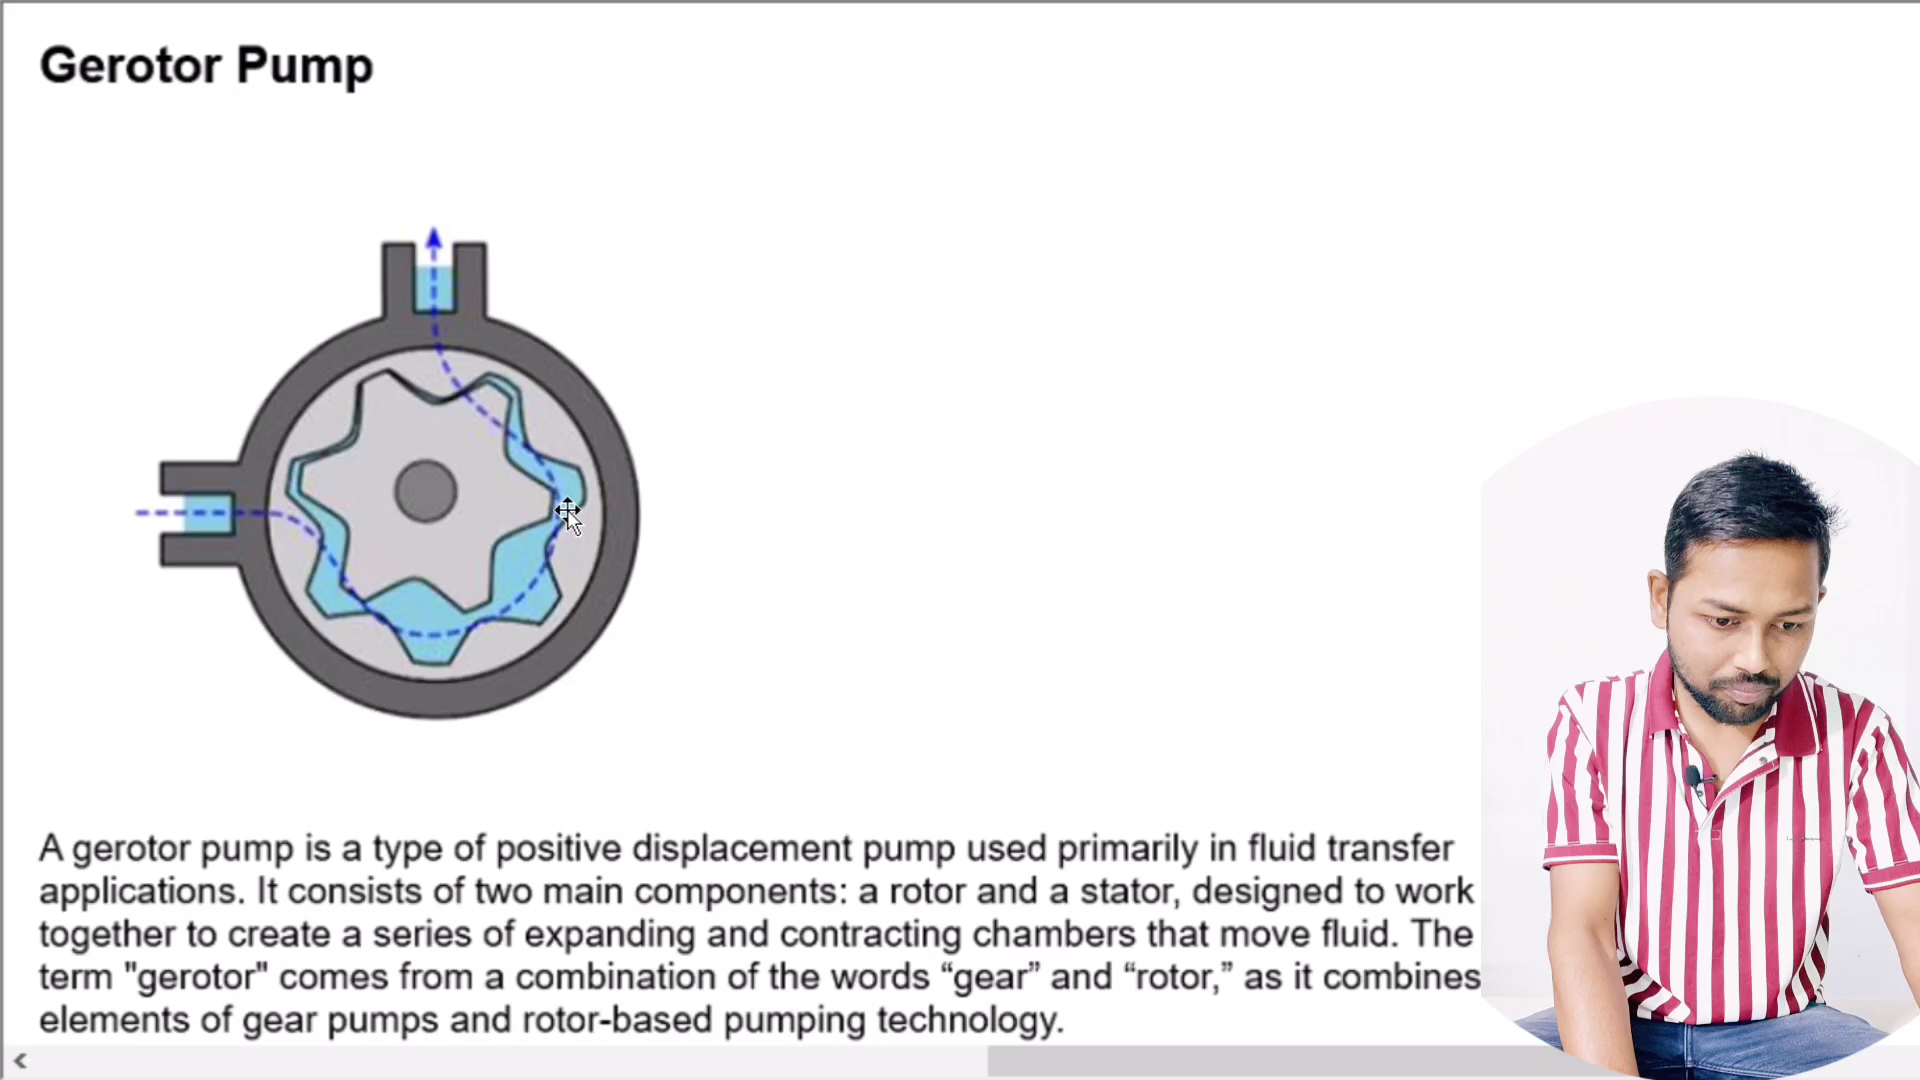 Gerotor Pump
A gerotor pump is a type of positive displacement pump used primarily in fluid transfer
applications. It consists of two main components: a rotor and a stator, designed to work
together to create a series of expanding and contracting chambers that move fluid. The
term "gerotor" comes from a combination of the words “gear” and “rotor,” as it combines
elements of gear pumps and rotor-based pumping technology.